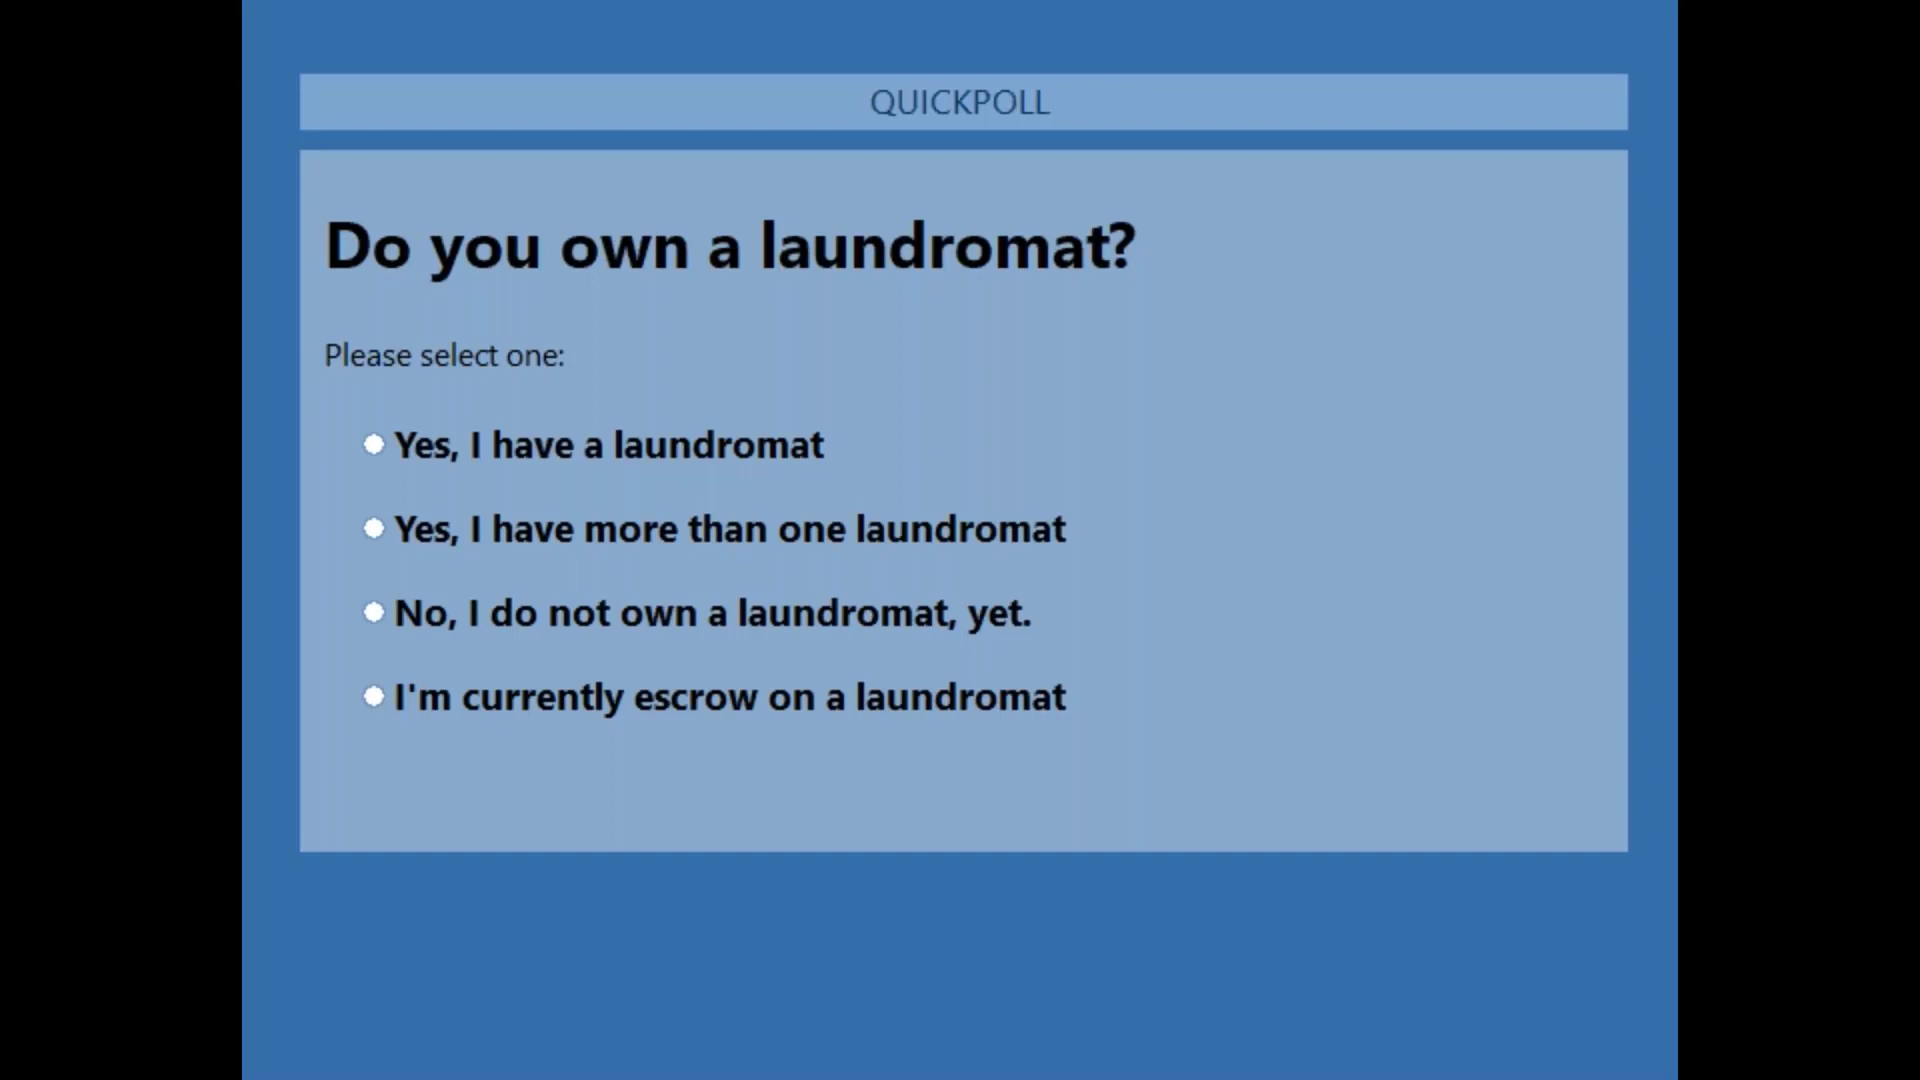 QUICKPOLL
Do you own a laundromat?
Please select one:
Yes, I have a laundromat
Yes, I have more than one laundromat
No, I do not own a laundromat, yet.
I'm currently escrow on a laundromat